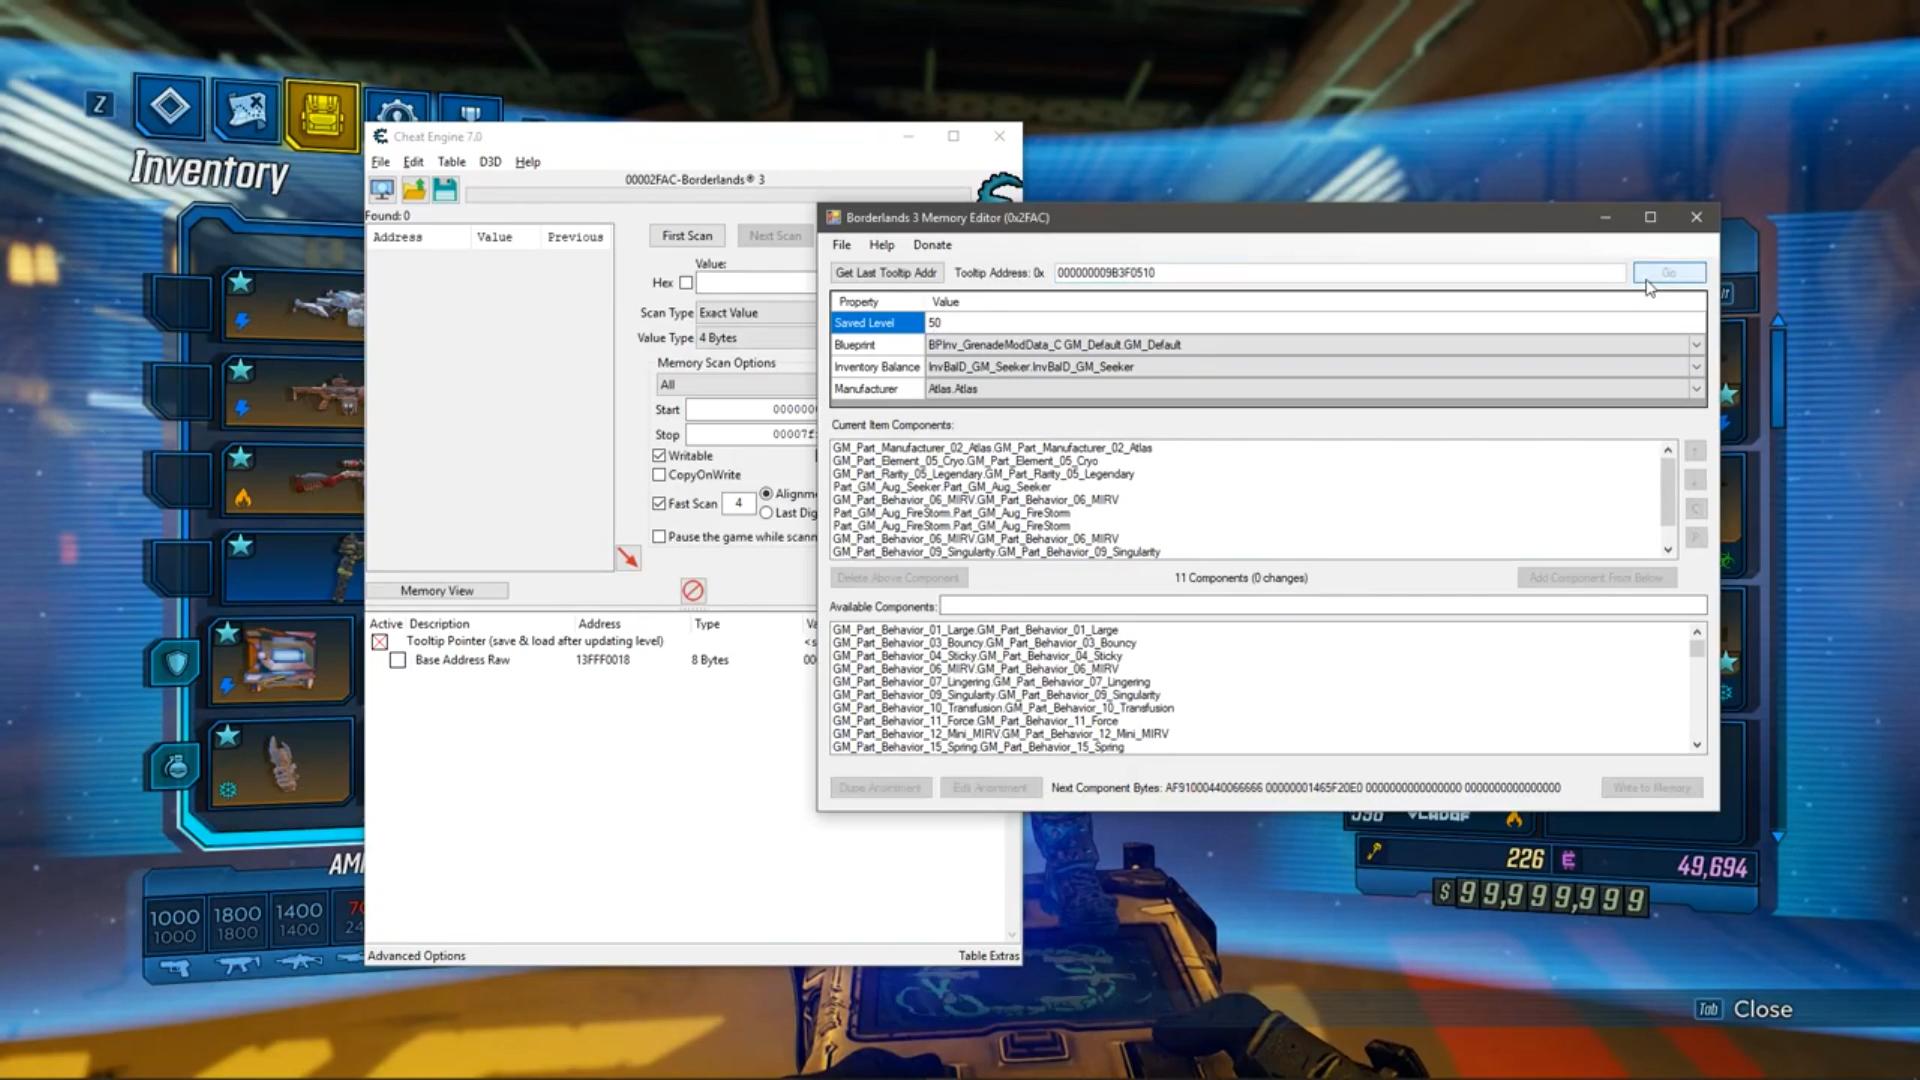 Z
Inventory
Cheat Engine 7.0
File Edit Table D3D Help
00002FAC-Borderlands® 3
Found: 0
Address Value Previous
First Scan Next Scan
Value:
Hex
Scan Type Exact Value
Value Type 4 Bytes
Memory Scan Options
All
Start 000000
Stop 00007f
Writable
CopyOnWrite
Fast Scan 4
Alignm
Last Dig
Pause the game while scann
Memory View
Active Description Address Type
Tooltip Pointer (save & load after updating level)
Base Address Raw 13FFF0018 8 Bytes 00
Advanced Options Table Extras
Borderlands 3 Memory Editor (0x2FAC)
File Help Donate
Get Last Tooltip Addr Tooltip Address: 0x 000000009B3F0510 Go
Property Value
Saved Level 50
Blueprint BPInv_GrenadeModData_C GM_Default.GM_Default
Inventory Balance InvBalD_GM_Seeker.InvBalD_GM_Seeker
Manufacturer Atlas.Atlas
Current Item Components:
GM_Part_Manufacturer_02_Atlas.GM_Part_Manufacturer_02_Atlas
GM_Part_Element_05_Cryo.GM_Part_Element_05_Cryo
GM_Part_Rarity_05_Legendary.GM_Part_Rarity_05_Legendary
Part_GM_Aug_Seeker.Part_GM_Aug_Seeker
GM_Part_Behavior_06_MIRV.GM_Part_Behavior_06_MIRV
Part_GM_Aug_FireStorm.Part_GM_Aug_FireStorm
Part_GM_Aug_FireStorm.Part_GM_Aug_FireStorm
GM_Part_Behavior_06_MIRV.GM_Part_Behavior_06_MIRV
GM_Part_Behavior_09_Singularity.GM_Part_Behavior_09_Singularity
Delete Above Component 11 Components (0 changes) Add Component From Below
Available Components:
GM_Part_Behavior_01_Large.GM_Part_Behavior_01_Large
GM_Part_Behavior_03_Bouncy.GM_Part_Behavior_03_Bouncy
GM_Part_Behavior_04_Sticky.GM_Part_Behavior_04_Sticky
GM_Part_Behavior_06_MIRV.GM_Part_Behavior_06_MIRV
GM_Part_Behavior_07_Lingering.GM_Part_Behavior_07_Lingering
GM_Part_Behavior_09_Singularity.GM_Part_Behavior_09_Singularity
GM_Part_Behavior_10_Transfusion.GM_Part_Behavior_10_Transfusion
GM_Part_Behavior_11_Force.GM_Part_Behavior_11_Force
GM_Part_Behavior_12_Mini_MIRV.GM_Part_Behavior_12_Mini_MIRV
GM_Part_Behavior_15_Spring.GM_Part_Behavior_15_Spring
Dupe Anointment Edit Anointment Next Component Bytes: AF91000440066666 00000001465F20E0 0000000000000000 0000000000000000 Write to Memory
226 49,694
$99,999,999
AM
1000 1800 1400
1000 1800 1400 24
Tab Close